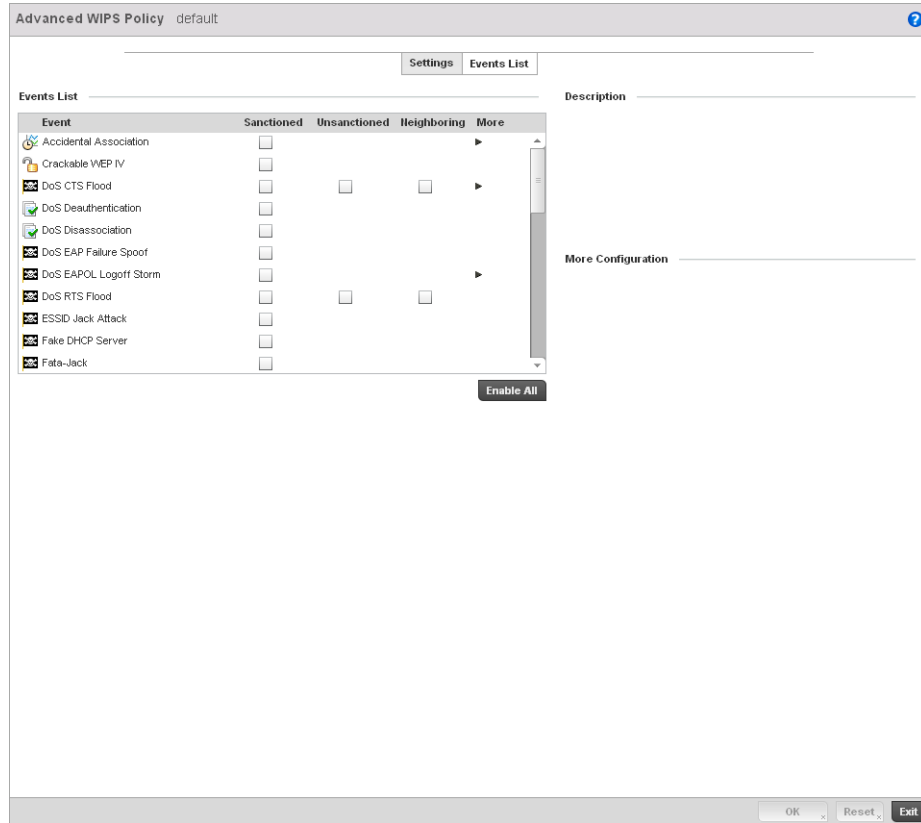 Advanced WIPS Policy default
Settings Events List
Events List
Event Sanctioned Unsanctioned Neighboring More
Accidental Association
Crackable WEP IV
DoS CTS Flood
DoS Deauthentication
DoS Disassociation
DoS EAP Failure Spoof
DoS EAPOL Logoff Storm
DoS RTS Flood
ESSID Jack Attack
Fake DHCP Server
Fata-Jack
Enable All
Description
More Configuration
OK Reset Exit